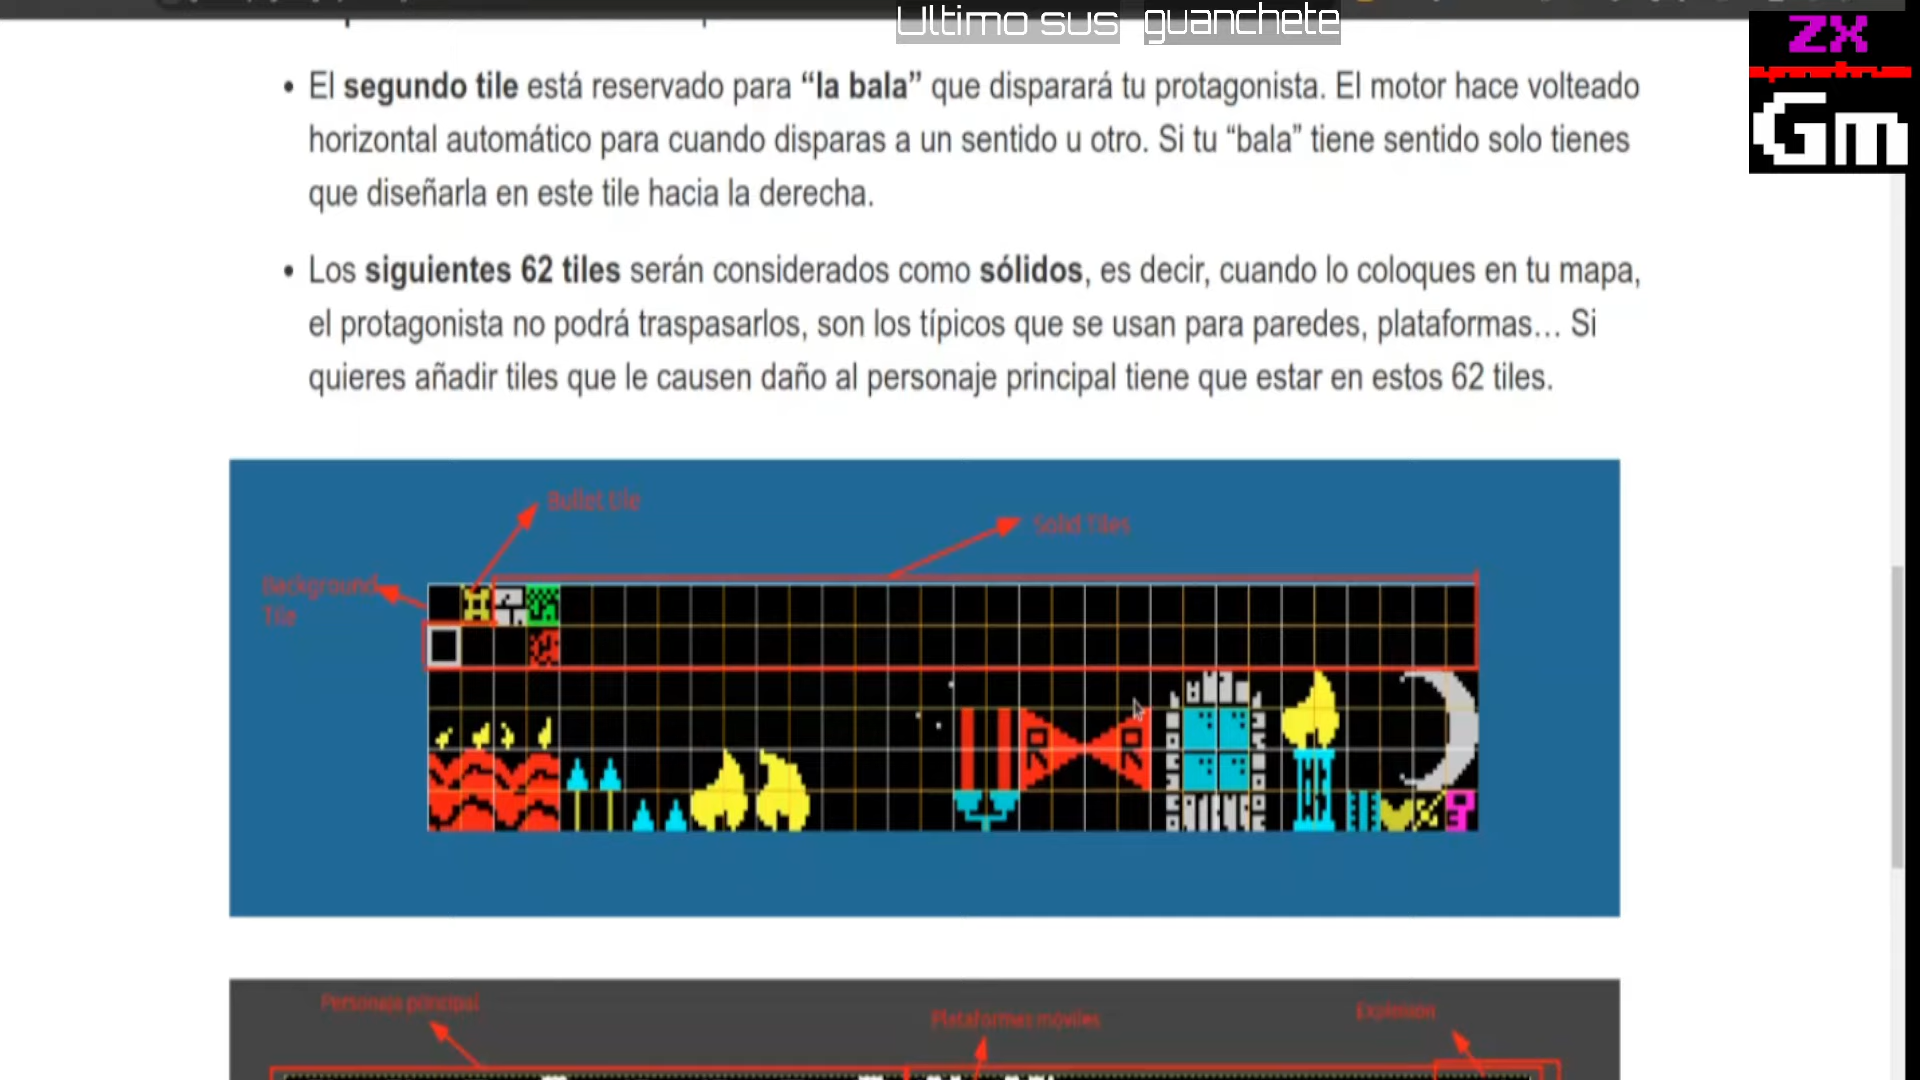 Ultimo sus guanchete
ZX
Gm
• El segundo tile está reservado para “la bala” que disparará tu protagonista. El motor hace volteado
horizontal automático para cuando disparas a un sentido u otro. Si tu “bala” tiene sentido solo tienes
que diseñarla en este tile hacia la derecha.
• Los siguientes 62 tiles serán considerados como sólidos, es decir, cuando lo coloques en tu mapa,
el protagonista no podrá traspasarlos, son los típicos que se usan para paredes, plataformas… Si
quieres añadir tiles que le causen daño al personaje principal tiene que estar en estos 62 tiles.
Bullet tile
Solid Tiles
Background
Tile
Personaje principal
Plataformas móviles
Explosión